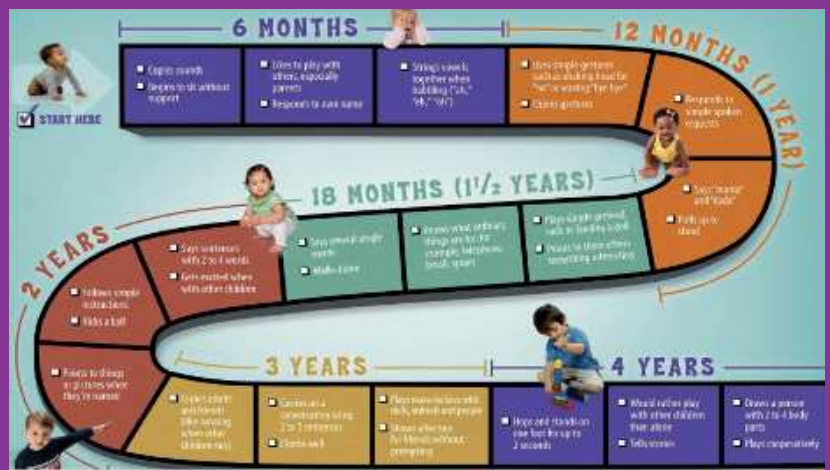 6 MONTHS
12 MONTHS (1 YEAR)
START HERE
Copies sounds
Begins to sit without
support
Likes to play with
others, especially
parents
Responds to own name
Strings vowels
together when
babbling ("ah,"
"eh," "oh")
Uses simple gestures
such as shaking head for
"no" or waving "bye-bye"
Copies gestures
Responds to
simple spoken
requests
Says "mama"
and "dada"
Pulls up to
stand
18 MONTHS (1 1/2 YEARS)
Says several single
words
Walks alone
Knows what ordinary
things are for; for
example, telephone,
brush, spoon
Plays simple pretend,
such as feeding a doll
Points to show others
something interesting
2 YEARS
Says sentences
with 2 to 4 words
Gets excited when
with other children
Follows simple
instructions
Kicks a ball
Points to things
or pictures when
they're named
3 YEARS
Copies adults
and friends
(like running
when other
children run)
Carries on a
conversation using
2 to 3 sentences
Climbs well
Plays make-believe with
dolls, animals and people
Shows affection
for friends without
prompting
4 YEARS
Hops and stands on
one foot for up to
2 seconds
Would rather play
with other children
than alone
Tells stories
Draws a person
with 2 to 4 body
parts
Plays cooperatively